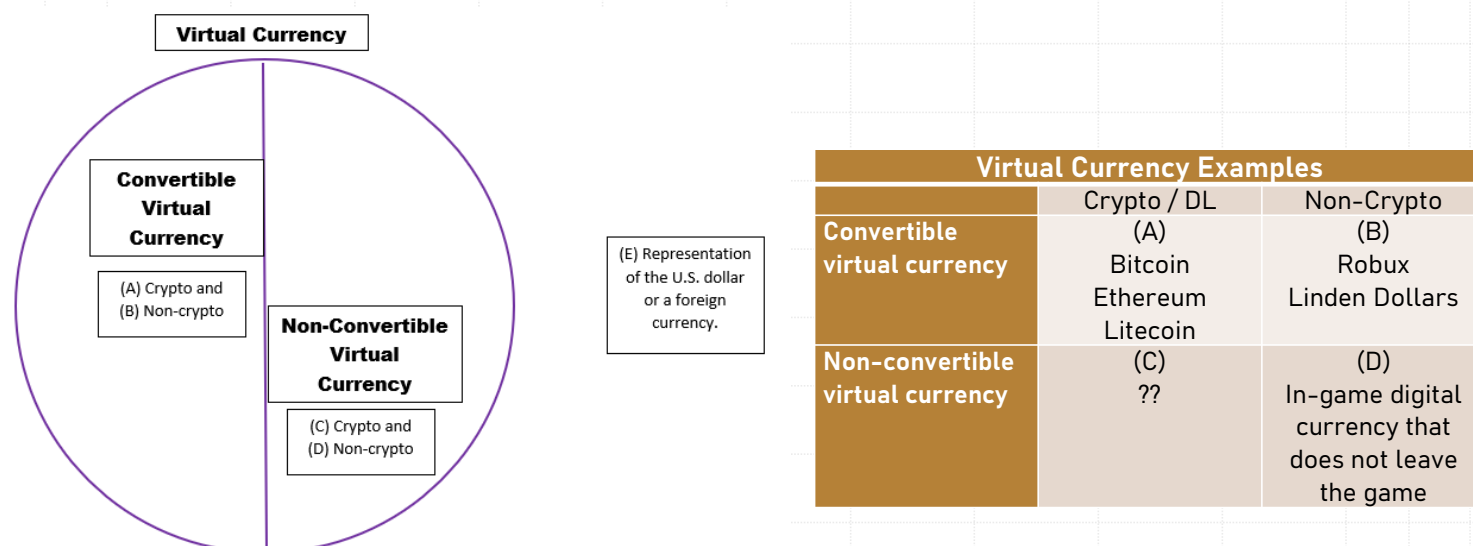 Virtual Currency
Convertible
Virtual
Currency
(A) Crypto and
(B) Non-crypto
Non-Convertible
Virtual
Currency
(C) Crypto and
(D) Non-crypto
(E) Representation
of the U.S. dollar
or a foreign
currency.
Virtual Currency Examples
Crypto / DL
Non-Crypto
Convertible
virtual currency
(A)
Bitcoin
Ethereum
Litecoin
(B)
Robux
Linden Dollars
Non-convertible
virtual currency
(C)
??
(D)
In-game digital
currency that
does not leave
the game